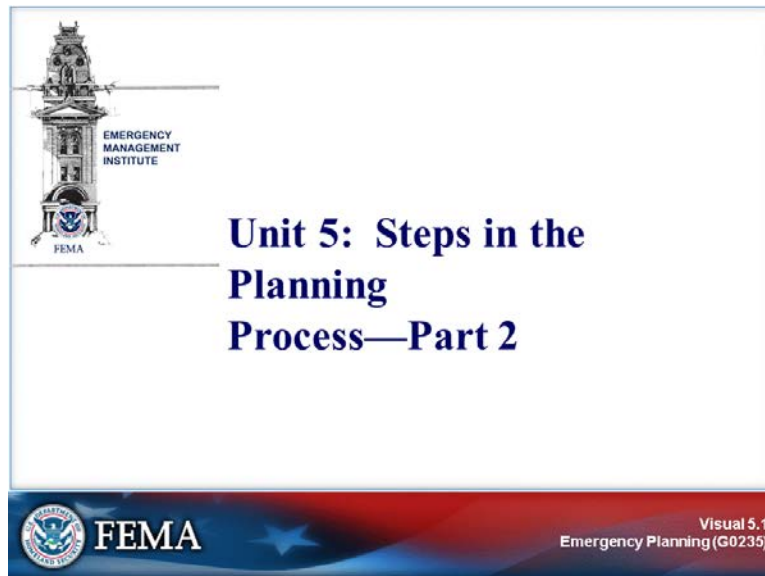 EMERGENCY
MANAGEMENT
INSTITUTE
FEMA
Unit 5: Steps in the
Planning
Process—Part 2
FEMA
Visual 5.1
Emergency Planning (G0235)